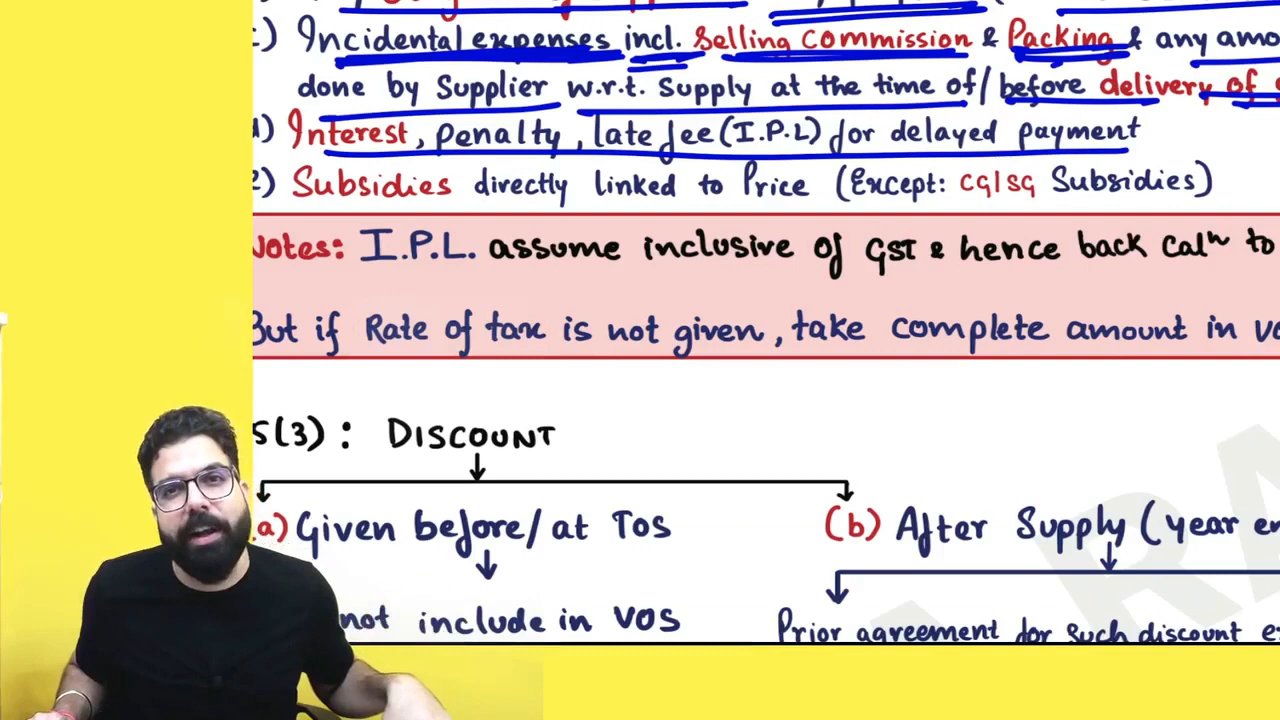 Incidental expenses incl. Selling Commission & Packing & any
done by Supplier w.r.t. Supply at the time of/before delivery of
Interest, penalty, late fee (I.P.L) for delayed payment
Subsidies directly linked to Price (Except: CG/SG Subsidies)
Notes: I.P.L. assume inclusive of GST & hence back Calⁿ to
But if Rate of tax is not given, take complete amount in
5(3): DISCOUNT
a) Given before/at TOS (b) After Supply (year
not include in VOS Prior agreement for such discount